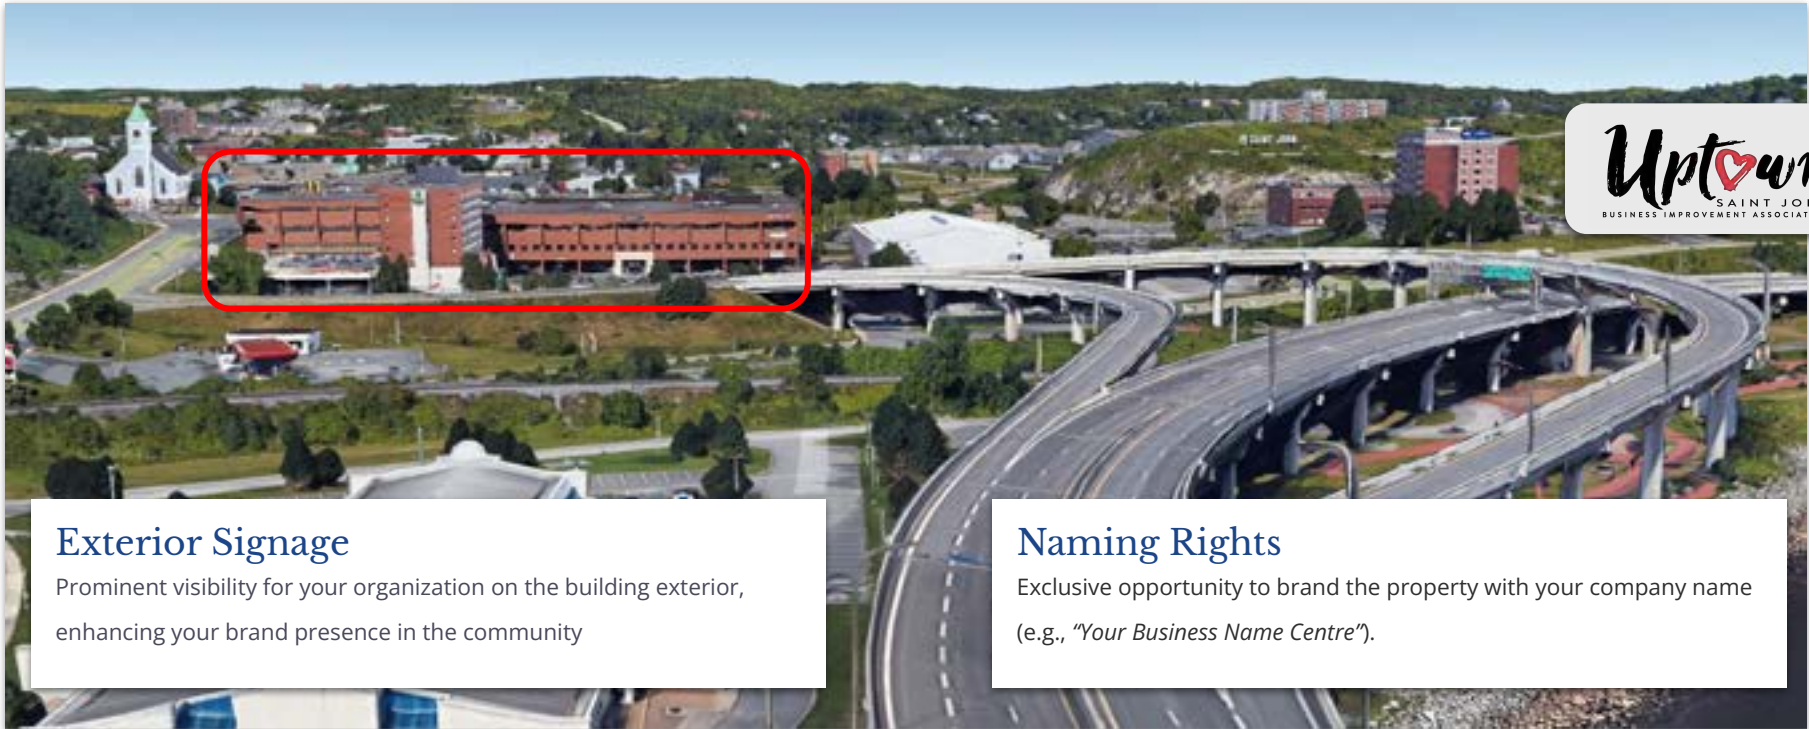 Uptow
SAINT JO
BUSINESS IMPROVEMENT ASSOCIAT
Exterior Signage
Prominent visibility for your organization on the building exterior,
enhancing your brand presence in the community
Naming Rights
Exclusive opportunity to brand the property with your company name
(e.g., “Your Business Name Centre”).